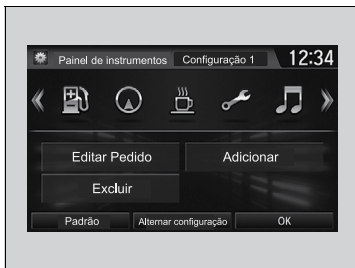 Painel de instrumentos Configuração 1 12:34
Editar Pedido Adicionar
Excluir
Padrão Alternar configuração OK